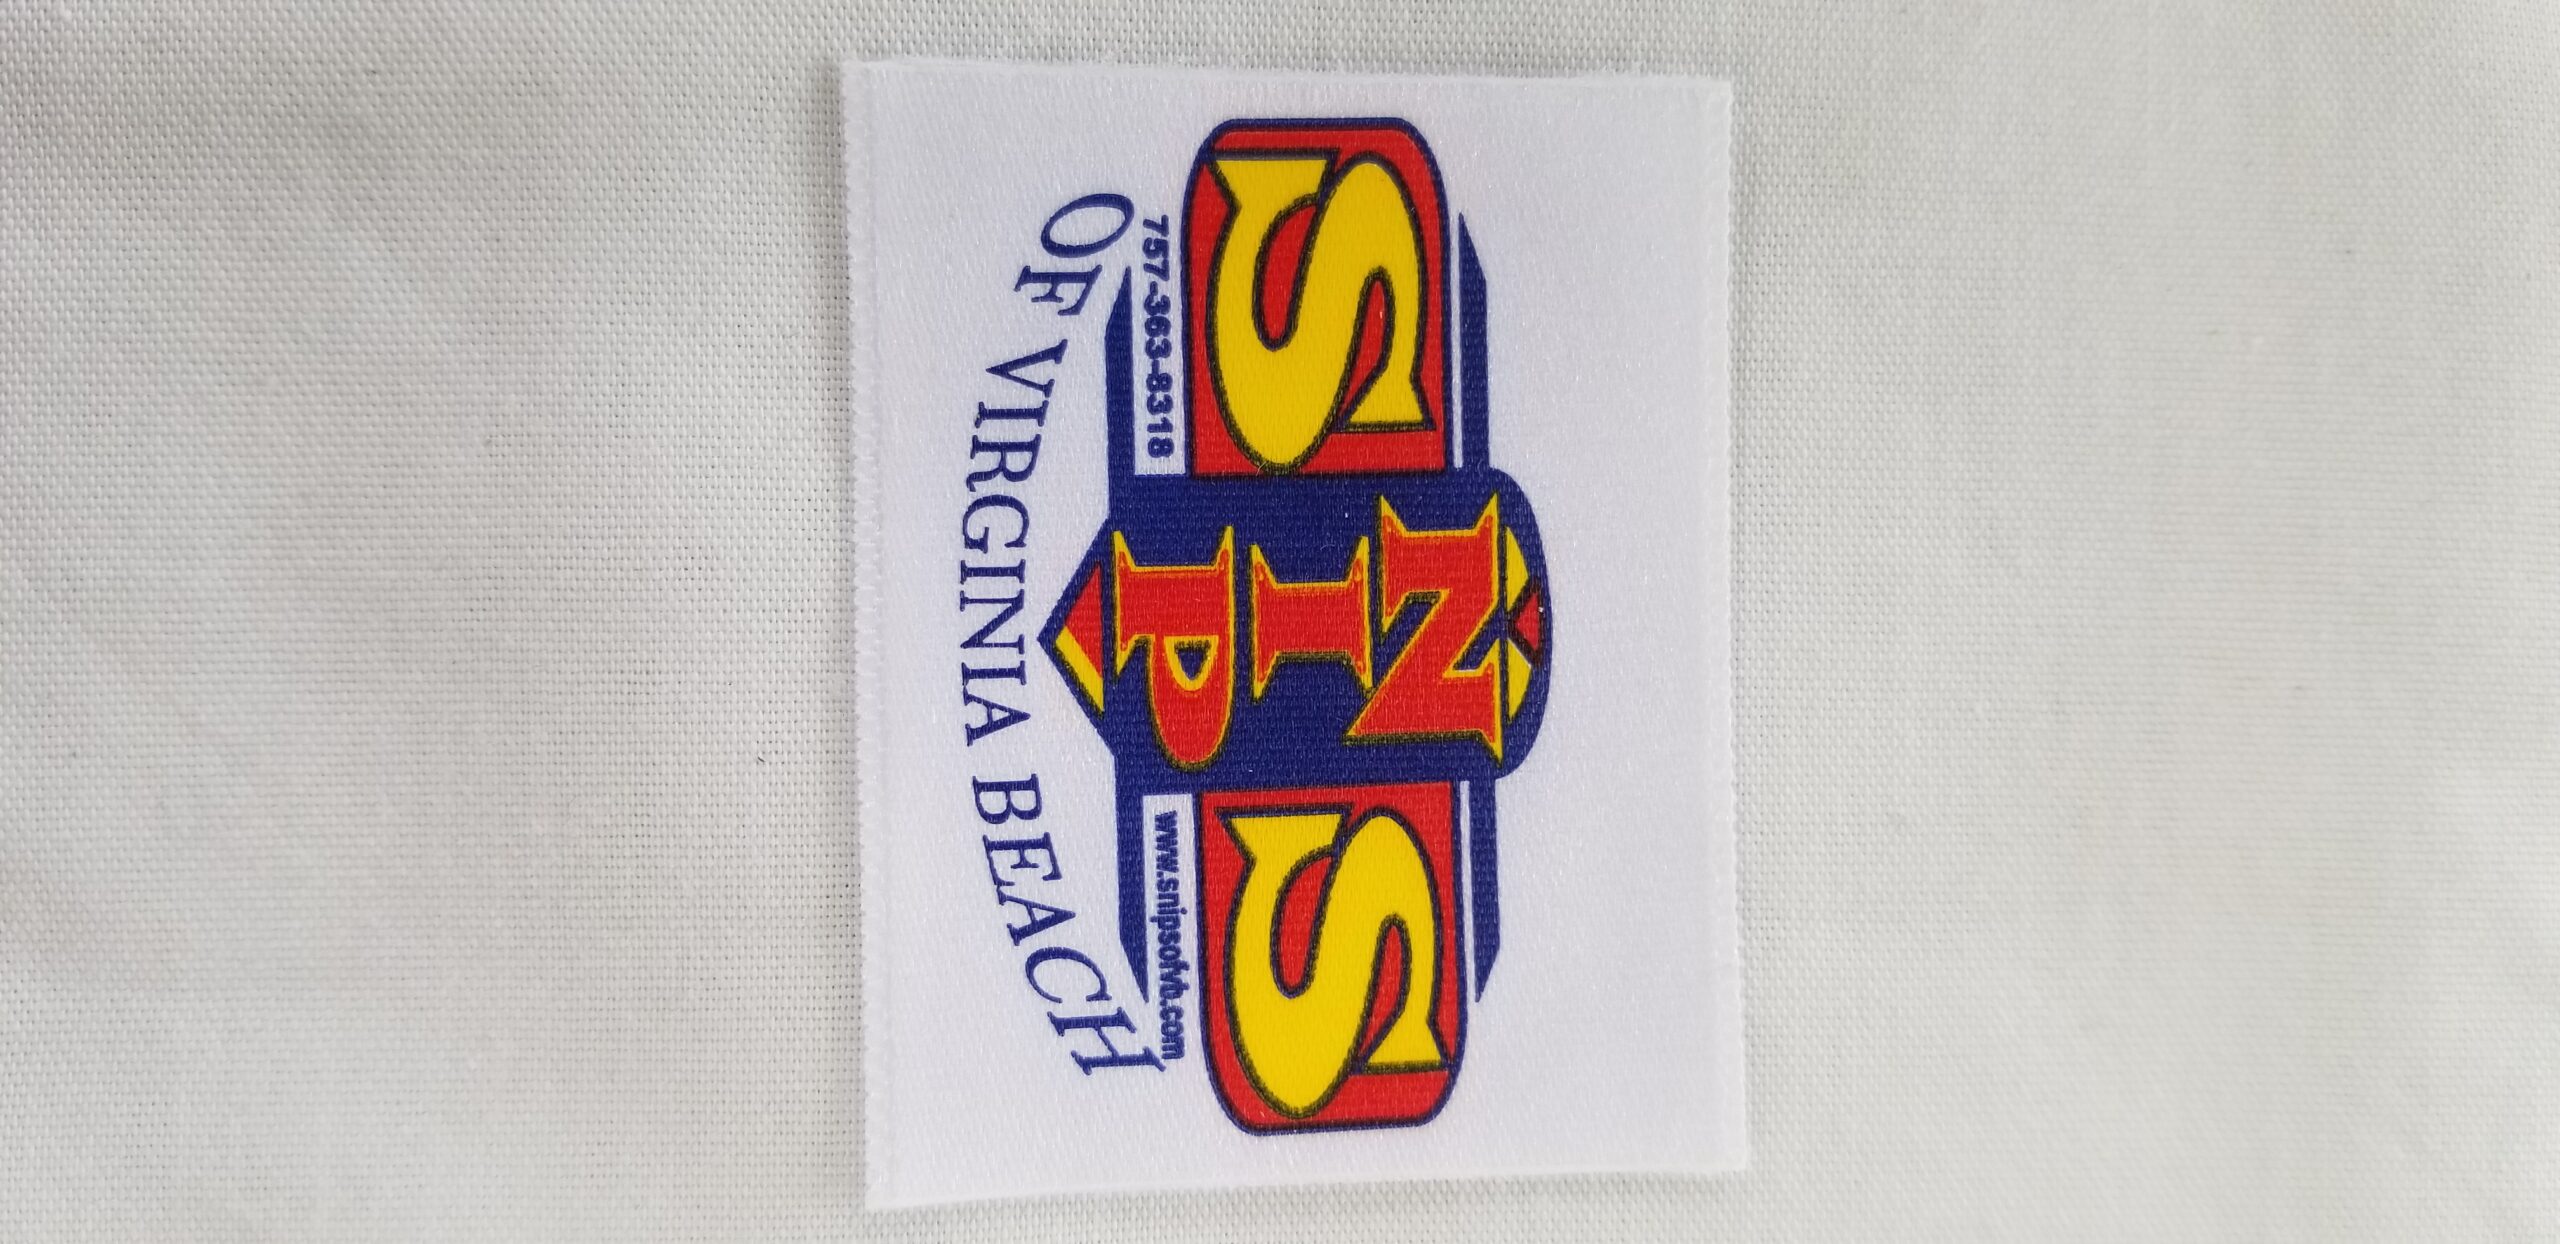 SNIPS
757-363-8318
www.snipsofvb.com
OF VIRGINIA BEACH